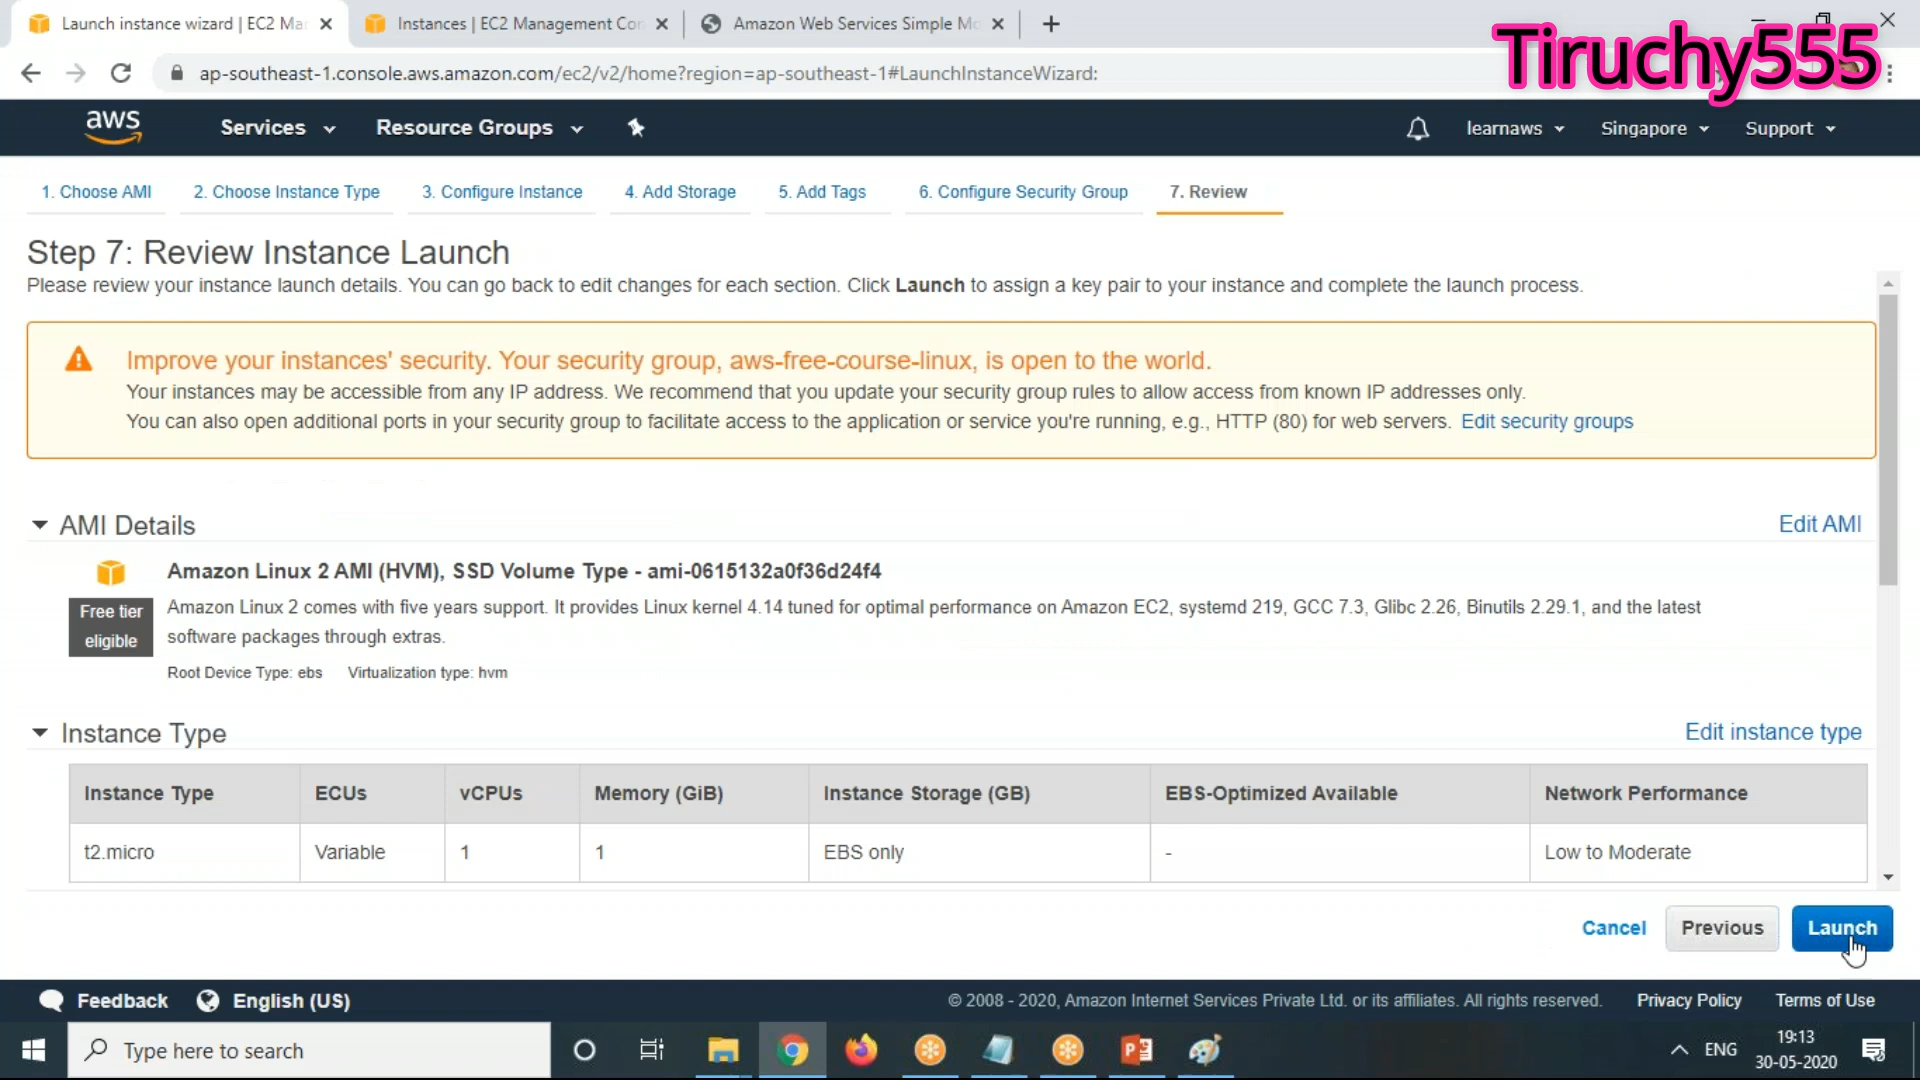 Launch instance wizard | EC2 Ma
Instances | EC2 Management Con
Amazon Web Services Simple Mo
Tiruchy555
ap-southeast-1.console.aws.amazon.com/ec2/v2/home?region=ap-southeast-1#LaunchInstanceWizard:
aws
Services
Resource Groups
learnaws
Singapore
Support
1. Choose AMI
2. Choose Instance Type
3. Configure Instance
4. Add Storage
5. Add Tags
6. Configure Security Group
7. Review
Step 7: Review Instance Launch
Please review your instance launch details. You can go back to edit changes for each section. Click Launch to assign a key pair to your instance and complete the launch process.
Improve your instances' security. Your security group, aws-free-course-linux, is open to the world.
Your instances may be accessible from any IP address. We recommend that you update your security group rules to allow access from known IP addresses only.
You can also open additional ports in your security group to facilitate access to the application or service you're running, e.g., HTTP (80) for web servers. Edit security groups
AMI Details
Edit AMI
Amazon Linux 2 AMI (HVM), SSD Volume Type - ami-0615132a0f36d24f4
Free tier
eligible
Amazon Linux 2 comes with five years support. It provides Linux kernel 4.14 tuned for optimal performance on Amazon EC2, systemd 219, GCC 7.3, Glibc 2.26, Binutils 2.29.1, and the latest
software packages through extras.
Root Device Type: ebs Virtualization type: hvm
Instance Type
Edit instance type
Instance Type ECUs vCPUs Memory (GiB) Instance Storage (GB) EBS-Optimized Available Network Performance
t2.micro Variable 1 1 EBS only - Low to Moderate
Cancel
Previous
Launch
Feedback
English (US)
© 2008 - 2020, Amazon Internet Services Private Ltd. or its affiliates. All rights reserved.
Privacy Policy
Terms of Use
Type here to search
ENG
19:13
30-05-2020